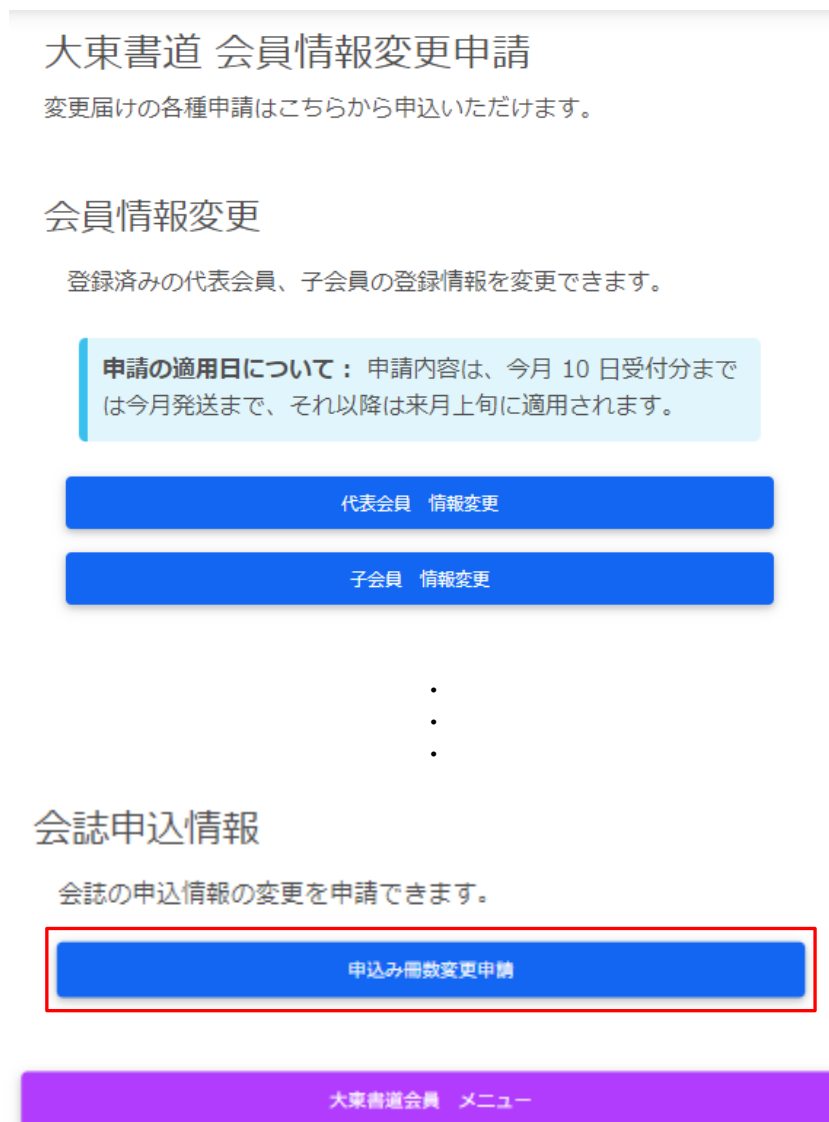 大東書道 会員情報変更申請
変更届けの各種申請はこちらから申込いただけます。
会員情報変更
登録済みの代表会員、子会員の登録情報を変更できます。
申請の適用日について： 申請内容は、今月 10 日受付分まで
は今月発送まで、それ以降は来月上旬に適用されます。
代表会員　情報変更
子会員　情報変更
・
・
・
会誌申込情報
会誌の申込情報の変更を申請できます。
申込み冊数変更申請
大東書道会員　メニュー